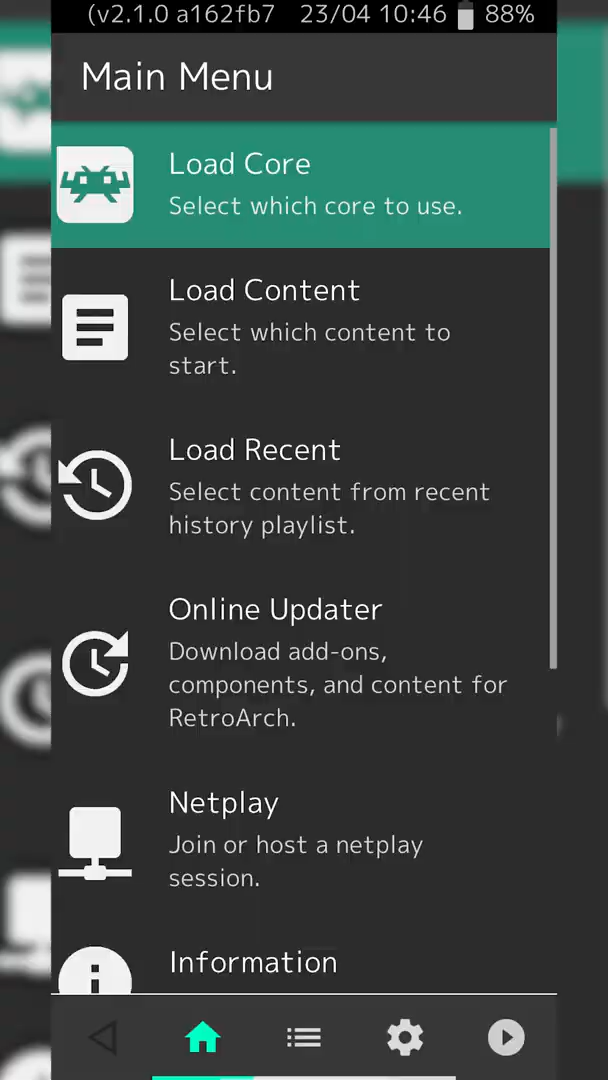 (v2.1.0 a162fb7 23/04 10:46 88%
Main Menu
Load Core
Select which core to use.
Load Content
Select which content to
start.
Load Recent
Select content from recent
history playlist.
Online Updater
Download add-ons,
components, and content for
RetroArch.
Netplay
Join or host a netplay
session.
Information